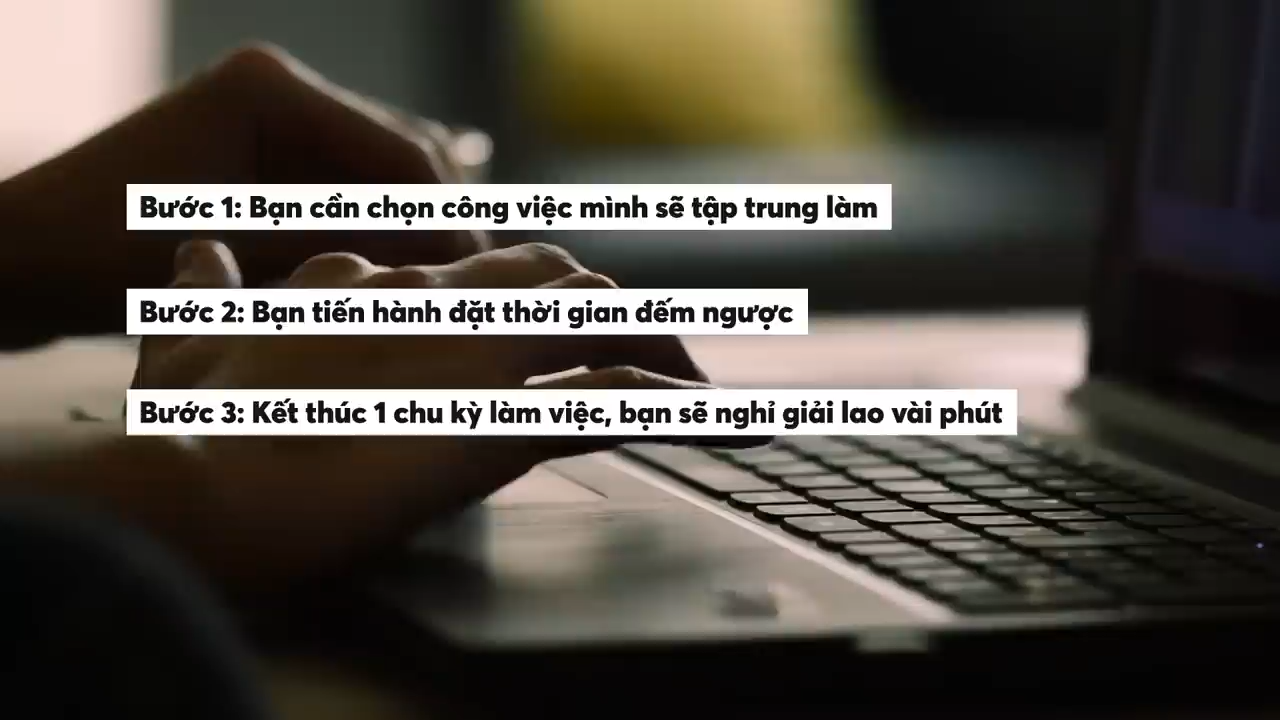 Bước 1: Bạn cần chọn công việc mình sẽ tập trung làm
Bước 2: Bạn tiến hành đặt thời gian đếm ngược
Bước 3: Kết thúc 1 chu kỳ làm việc, bạn sẽ nghỉ giải lao vài phút